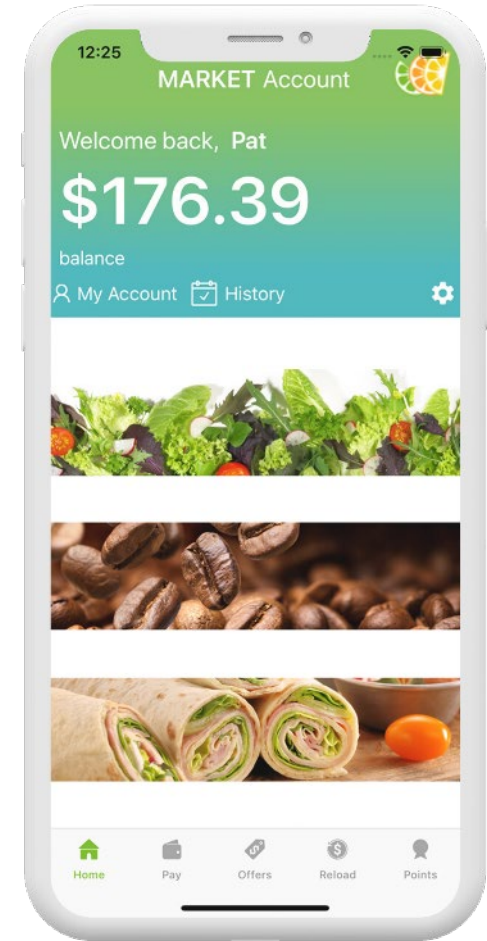 12:25
MARKET Account
Welcome back, Pat
$176.39
balance
My Account History
Home Pay Offers Reload Points